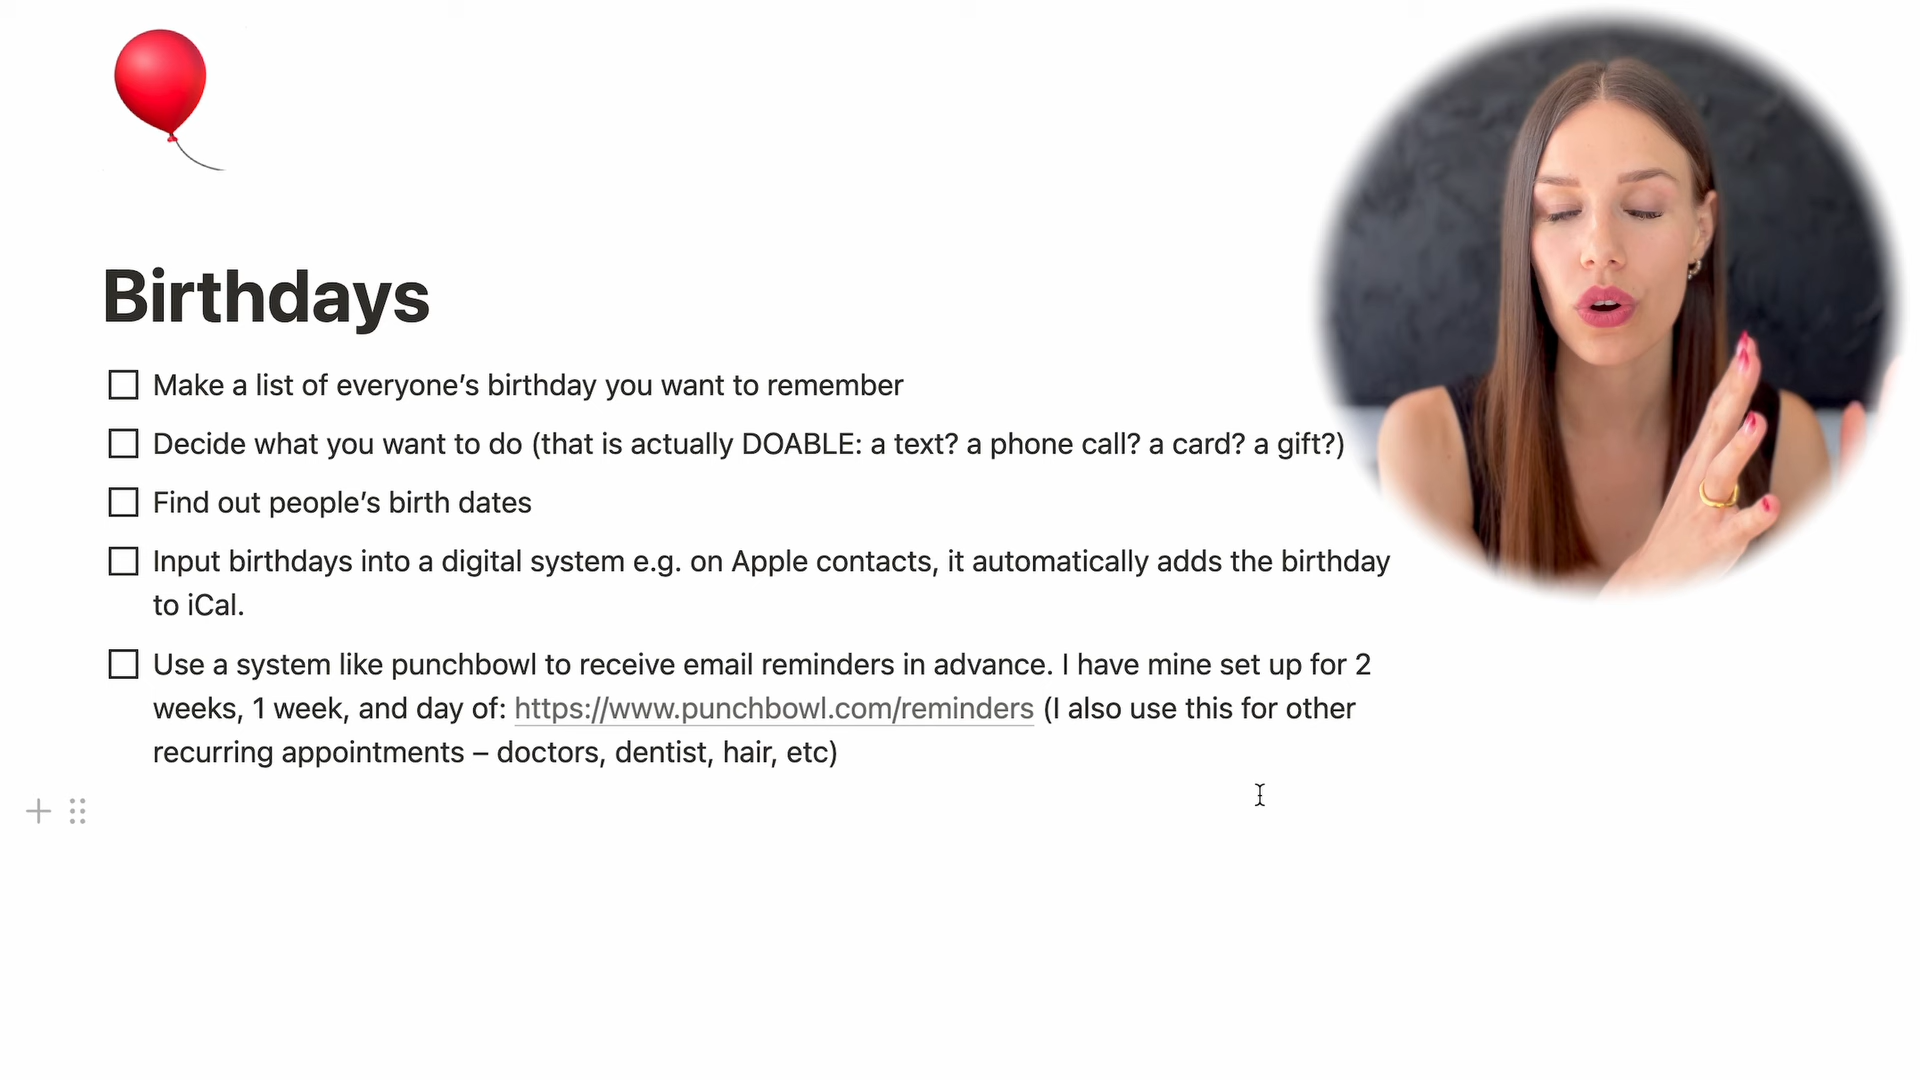 Birthdays
Make a list of everyone’s birthday you want to remember
Decide what you want to do (that is actually DOABLE: a text? a phone call? a card? a gift?)
Find out people’s birth dates
Input birthdays into a digital system e.g. on Apple contacts, it automatically adds the birthday
to iCal.
Use a system like punchbowl to receive email reminders in advance. I have mine set up for 2
weeks, 1 week, and day of: https://www.punchbowl.com/reminders (I also use this for other
recurring appointments – doctors, dentist, hair, etc)